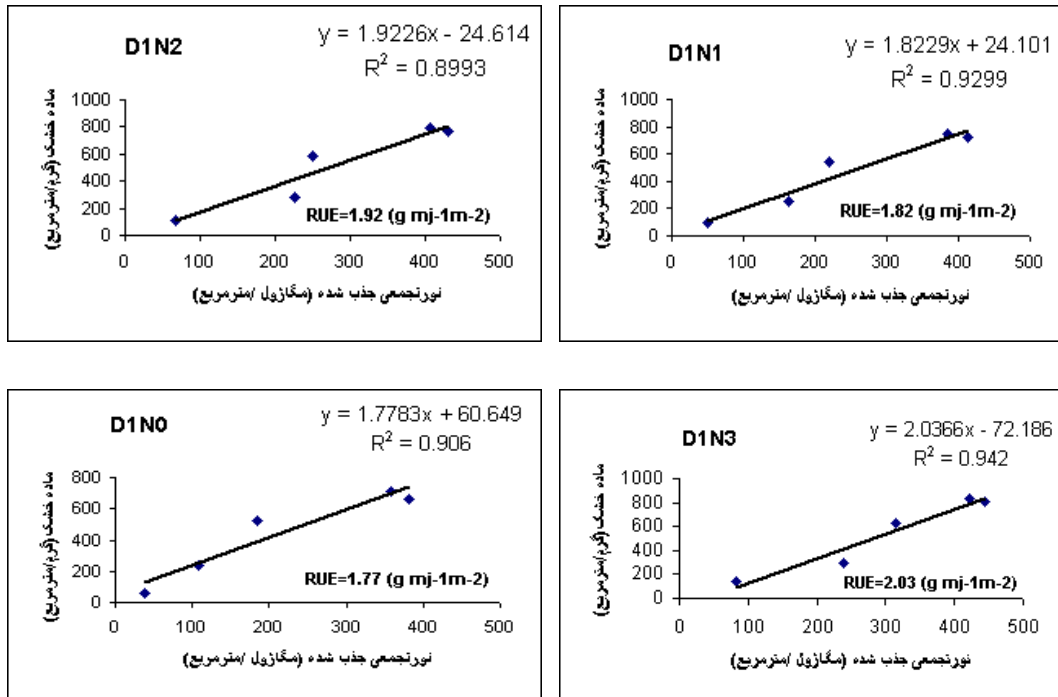 D1N2
y = 1.9226x - 24.614
R² = 0.8993
ماده خشک (گرم/مترمربع)
1000
800
600
400
200
0
RUE=1.92 (g mj-1m-2)
0 100 200 300 400 500
نورتجمعی جذب شده (مگاژول /مترمربع)
D1N1
y = 1.8229x + 24.101
R² = 0.9299
ماده خشک (گرم/مترمربع)
1000
800
600
400
200
0
RUE=1.82 (g mj-1m-2)
0 100 200 300 400 500
نورتجمعی جذب شده (مگاژول /مترمربع)
D1N0
y = 1.7783x + 60.649
R² = 0.906
ماده خشک (گرم/مترمربع)
800
600
400
200
0
RUE=1.77 (g mj-1m-2)
0 100 200 300 400 500
نورتجمعی جذب شده (مگاژول /مترمربع)
D1N3
y = 2.0366x - 72.186
R² = 0.942
ماده خشک (گرم/مترمربع)
1000
800
600
400
200
0
RUE=2.03 (g mj-1m-2)
0 100 200 300 400 500
نورتجمعی جذب شده (مگاژول /مترمربع)